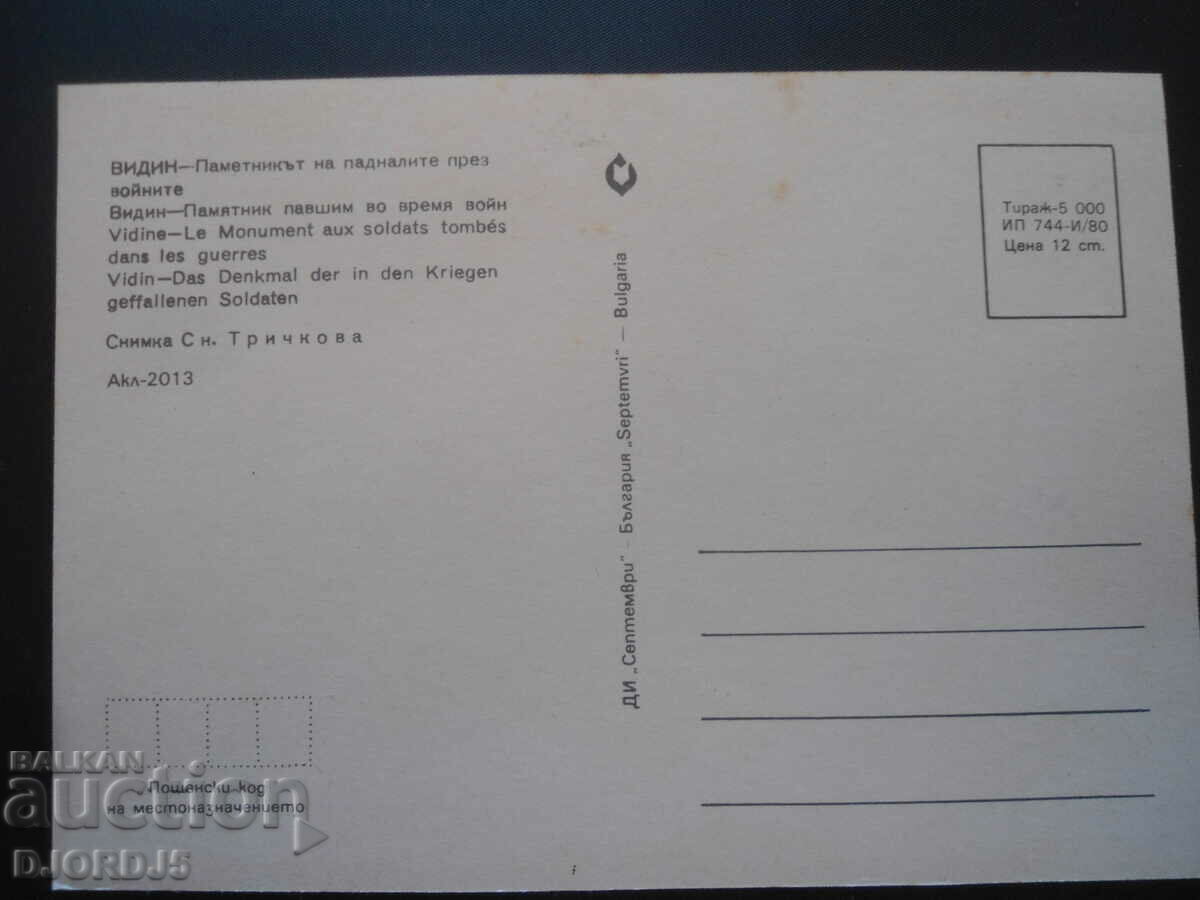 ВИДИН—Паметникът на падналите през
войните
Видин—Памятник павшим во время войн
Vidine—Le Monument aux soldats tombés
dans les guerres
Vidin—Das Denkmal der in den Kriegen
geffallenen Soldaten
Снимка Сн. Тричкова
Акл-2013
ДИ „Септември" - България „Septemvri" — Bulgaria
Тираж-5 000
ИП 744-И/80
Цена 12 ст.
Пощенски код
на местоназначението
BALKAN
auction
DJORDJ5